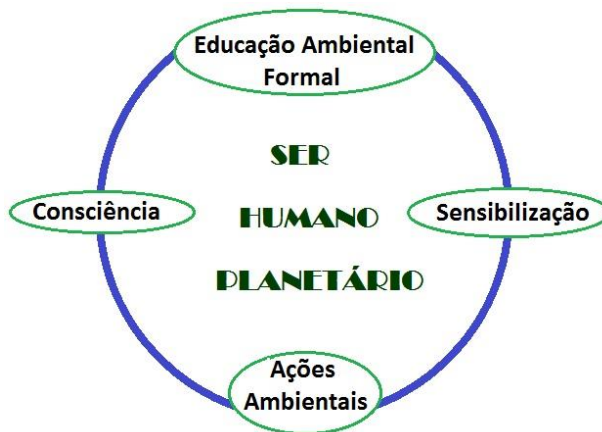 Educação Ambiental
Formal
SER
Consciência
HUMANO
Sensibilização
PLANETÁRIO
Ações
Ambientais